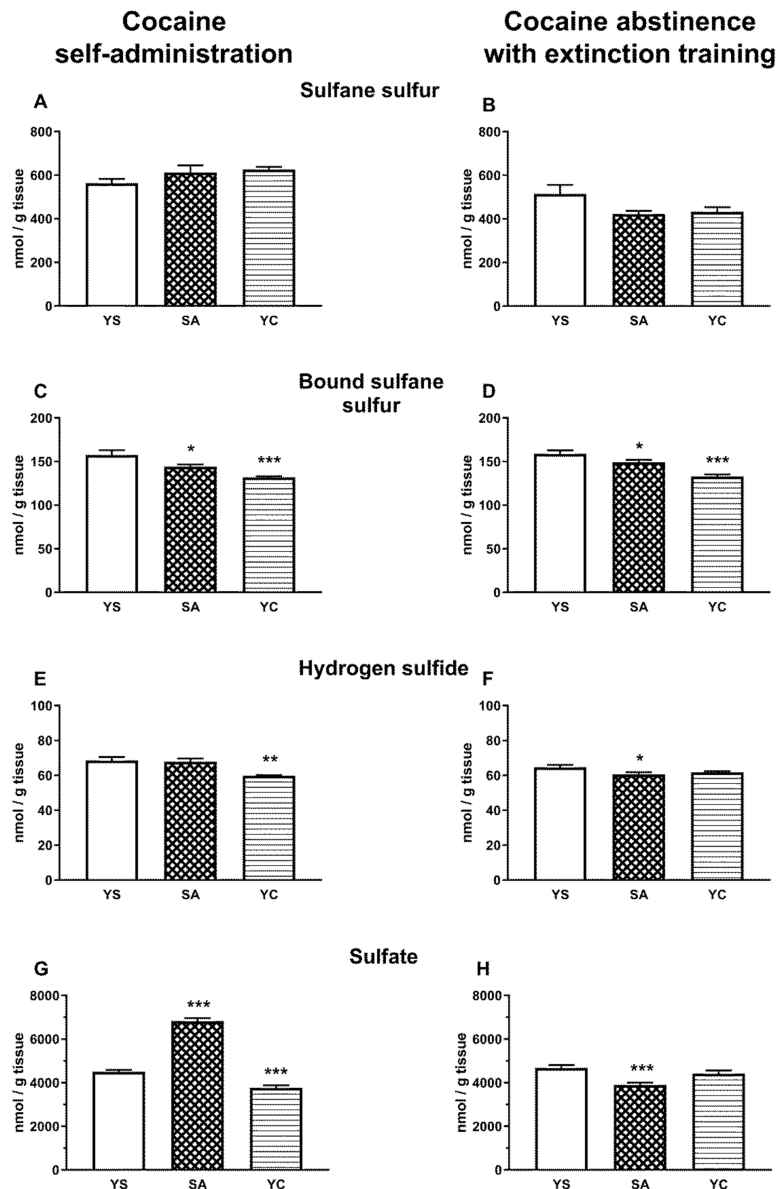 Cocaine
self-administration
Cocaine abstinence
with extinction training
Sulfane sulfur
A
800
600
400
200
0
nmol / g tissue
YS SA YC
B
800
600
400
200
0
nmol / g tissue
YS SA YC
Bound sulfane
sulfur
C
200
150
100
50
0
nmol / g tissue
* ***
YS SA YC
D
200
150
100
50
0
nmol / g tissue
* ***
YS SA YC
Hydrogen sulfide
E
100
80
60
40
20
0
nmol / g tissue
**
YS SA YC
F
100
80
60
40
20
0
nmol / g tissue
*
YS SA YC
Sulfate
G
8000
6000
4000
2000
0
nmol / g tissue
*** ***
YS SA YC
H
8000
6000
4000
2000
0
nmol / g tissue
***
YS SA YC